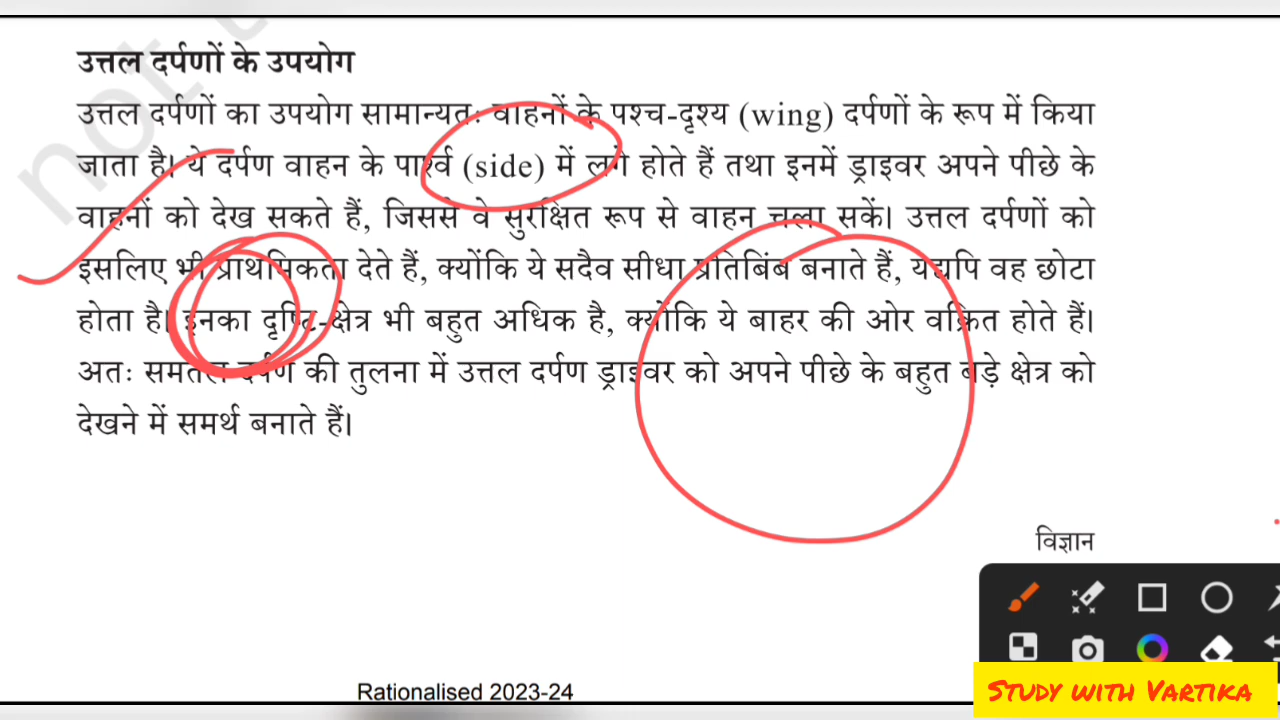 not
उत्तल दर्पणों के उपयोग
उत्तल दर्पणों का उपयोग सामान्यतः वाहनों के पश्च-दृश्य (wing) दर्पणों के रूप में किया
जाता है। ये दर्पण वाहन के पार्श्व (side) में लगे होते हैं तथा इनमें ड्राइवर अपने पीछे के
वाहनों को देख सकते हैं, जिससे वे सुरक्षित रूप से वाहन चला सकें। उत्तल दर्पणों को
इसलिए भी प्राथमिकता देते हैं, क्योंकि ये सदैव सीधा प्रतिबिंब बनाते हैं, यद्यपि वह छोटा
होता है। इनका दृष्टि-क्षेत्र भी बहुत अधिक है, क्योंकि ये बाहर की ओर वक्रित होते हैं।
अतः समतल दर्पण की तुलना में उत्तल दर्पण ड्राइवर को अपने पीछे के बहुत बड़े क्षेत्र को
देखने में समर्थ बनाते हैं।
विज्ञान
Rationalised 2023-24
STUDY WITH VARTIKA